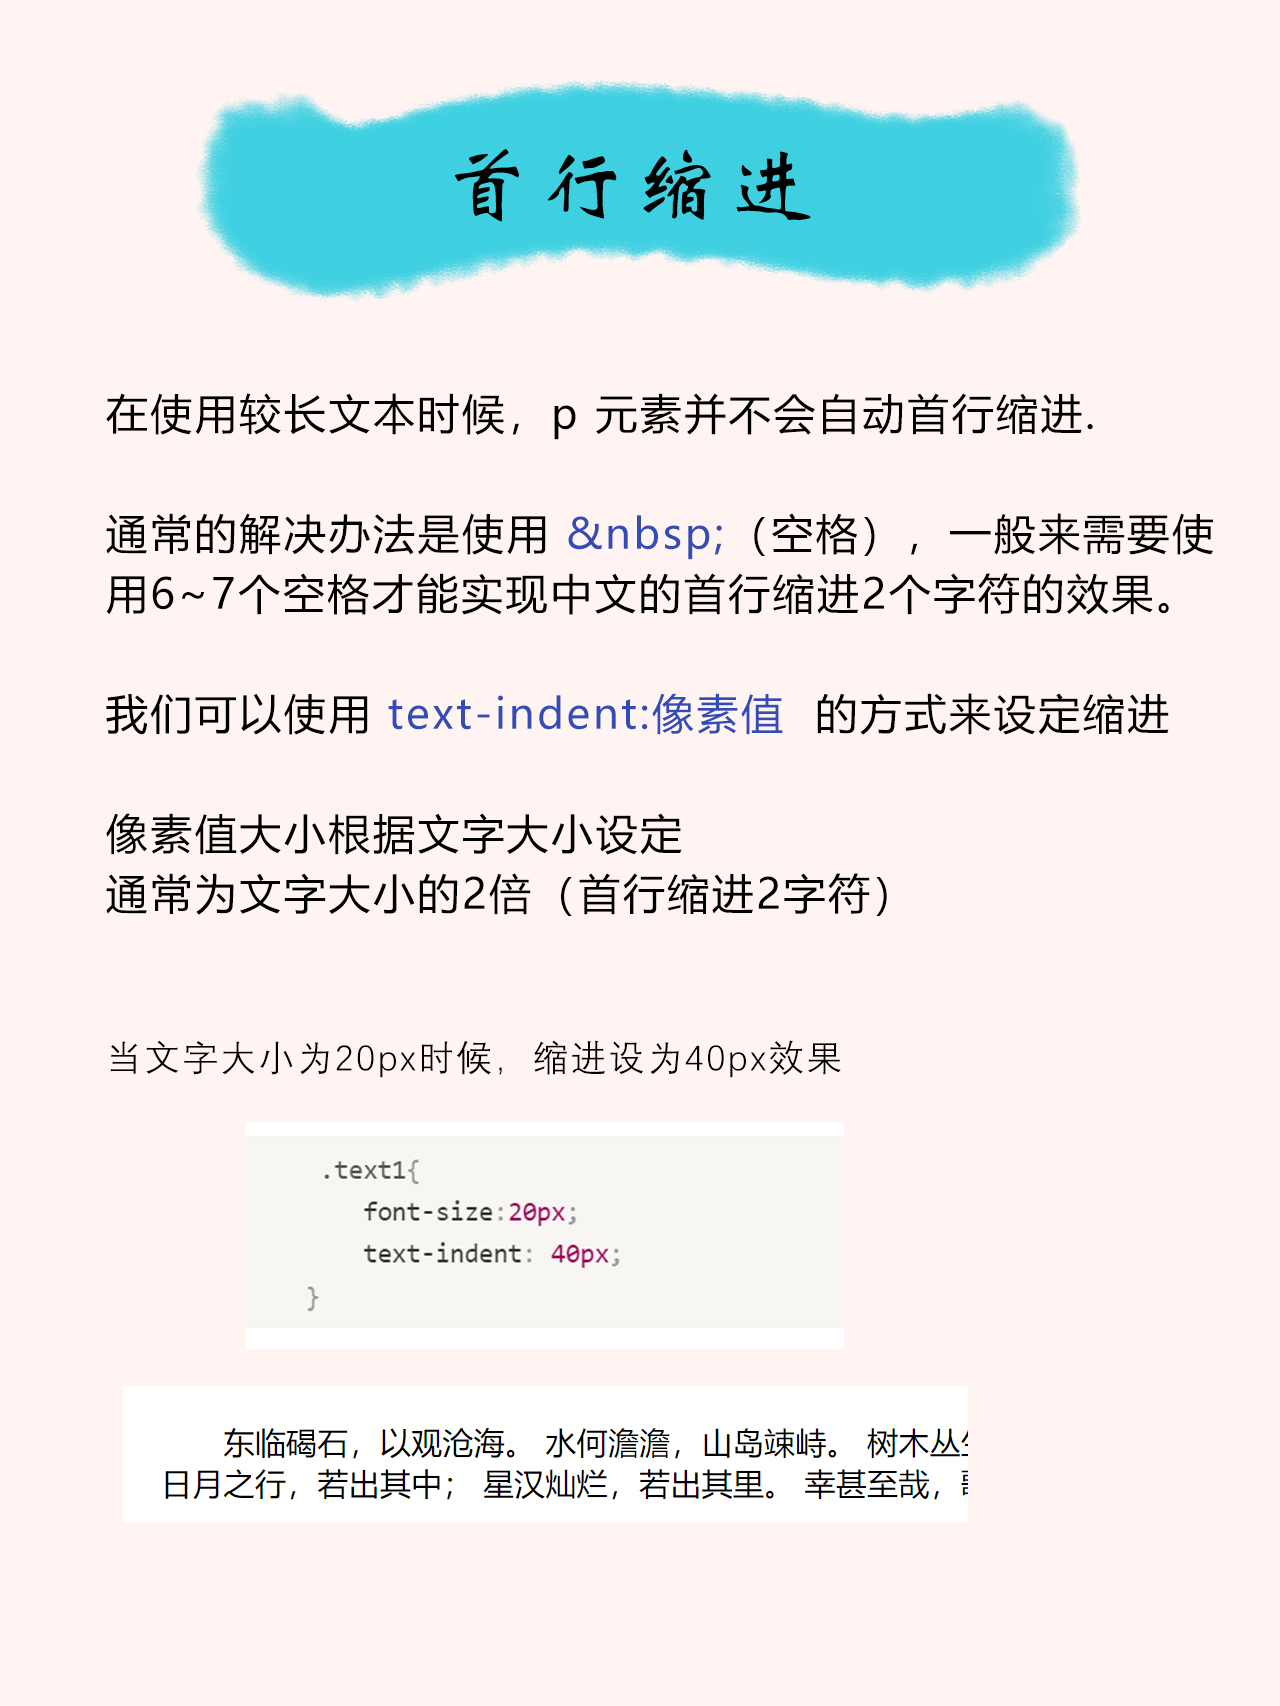 首行缩进
在使用较长文本时候，p 元素并不会自动首行缩进.
通常的解决办法是使用 &nbsp;（空格），一般来需要使
用6~7个空格才能实现中文的首行缩进2个字符的效果。
我们可以使用 text-indent:像素值 的方式来设定缩进
像素值大小根据文字大小设定
通常为文字大小的2倍（首行缩进2字符）
当文字大小为20px时候，缩进设为40px效果
.text1{
font-size:20px;
text-indent: 40px;
}
东临碣石，以观沧海。 水何澹澹，山岛竦峙。 树木丛
日月之行，若出其中； 星汉灿烂，若出其里。 幸甚至哉，